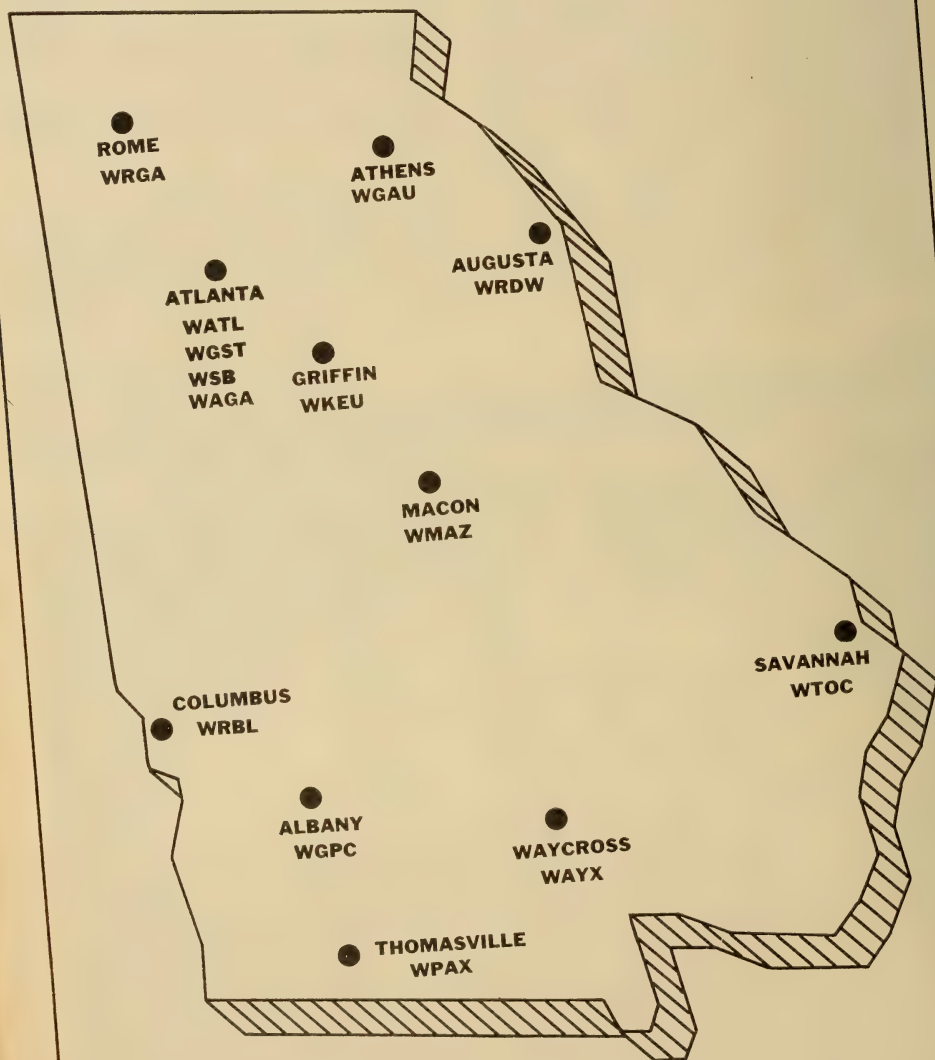 ROME
WRGA
ATHENS
WGAU
AUGUSTA
WRDW
ATLANTA
WATL
WGST
WSB
WAGA
GRIFFIN
WKEU
MACON
WMAZ
SAVANNAH
WTOC
COLUMBUS
WRBL
ALBANY
WGPC
WAYCROSS
WAYX
THOMASVILLE
WPAX